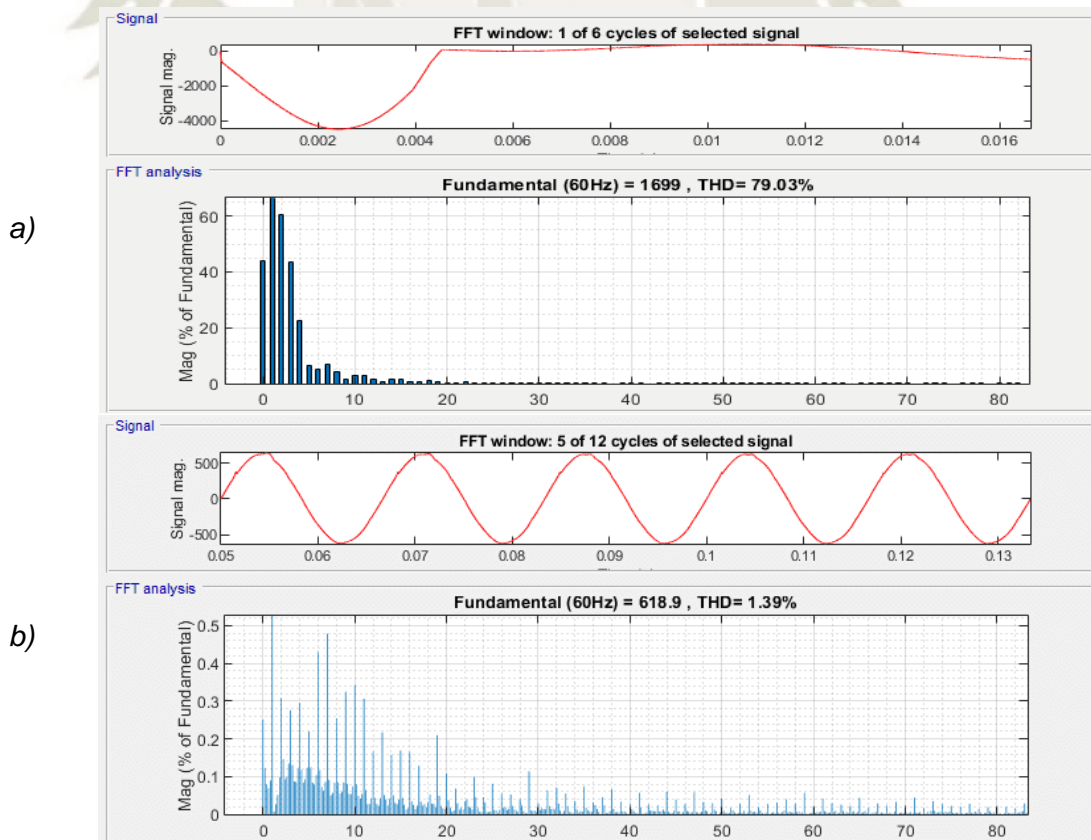 Signal
FFT window: 1 of 6 cycles of selected signal
Signal mag.
0
-2000
-4000
0 0.002 0.004 0.006 0.008 0.01 0.012 0.014 0.016
FFT analysis
Fundamental (60Hz) = 1699 , THD= 79.03%
a)
Mag (% of Fundamental)
60
40
20
0
0 10 20 30 40 50 60 70 80
Signal
FFT window: 5 of 12 cycles of selected signal
Signal mag.
500
0
-500
0.05 0.06 0.07 0.08 0.09 0.1 0.11 0.12 0.13
FFT analysis
Fundamental (60Hz) = 618.9 , THD= 1.39%
b)
Mag (% of Fundamental)
0.5
0.4
0.3
0.2
0.1
0
0 10 20 30 40 50 60 70 80